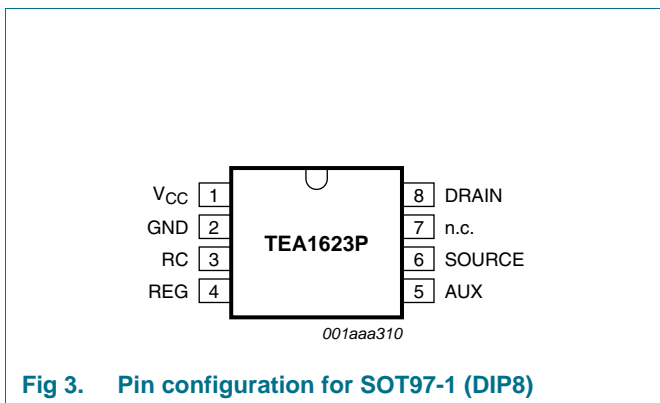 VCC 1 8 DRAIN
GND 2 7 n.c.
TEA1623P
RC 3 6 SOURCE
REG 4 5 AUX
001aaa310
Fig 3. Pin configuration for SOT97-1 (DIP8)